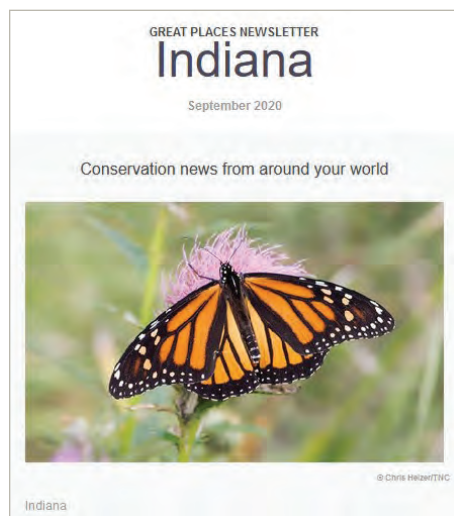 GREAT PLACES NEWSLETTER
Indiana
September 2020
Conservation news from around your world
© Chris Helzer/TNC
Indiana